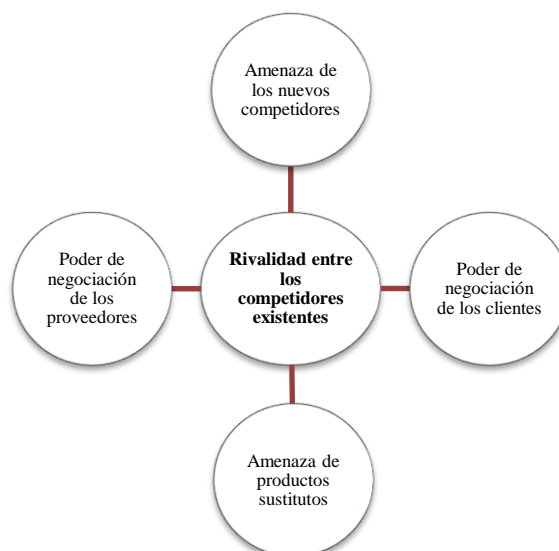 Amenaza de
los nuevos
competidores
Poder de
negociación
de los
proveedores
Rivalidad entre
los
competidores
existentes
Poder de
negociación
de los clientes
Amenaza de
productos
sustitutos